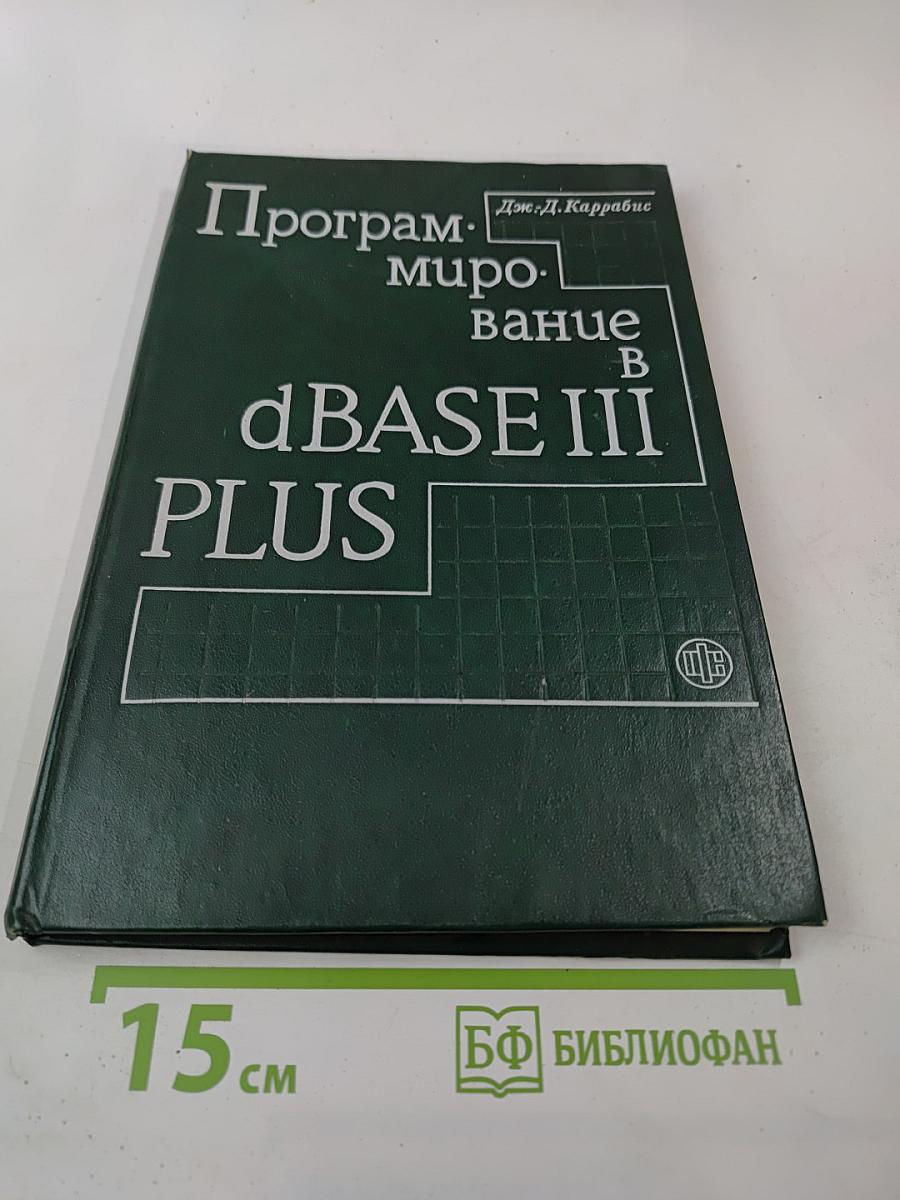 Дж.-Д. Каррабис
Програм-
миро-
вание
в
dBASE III
PLUS
15 см
БФ БИБЛИОФАН